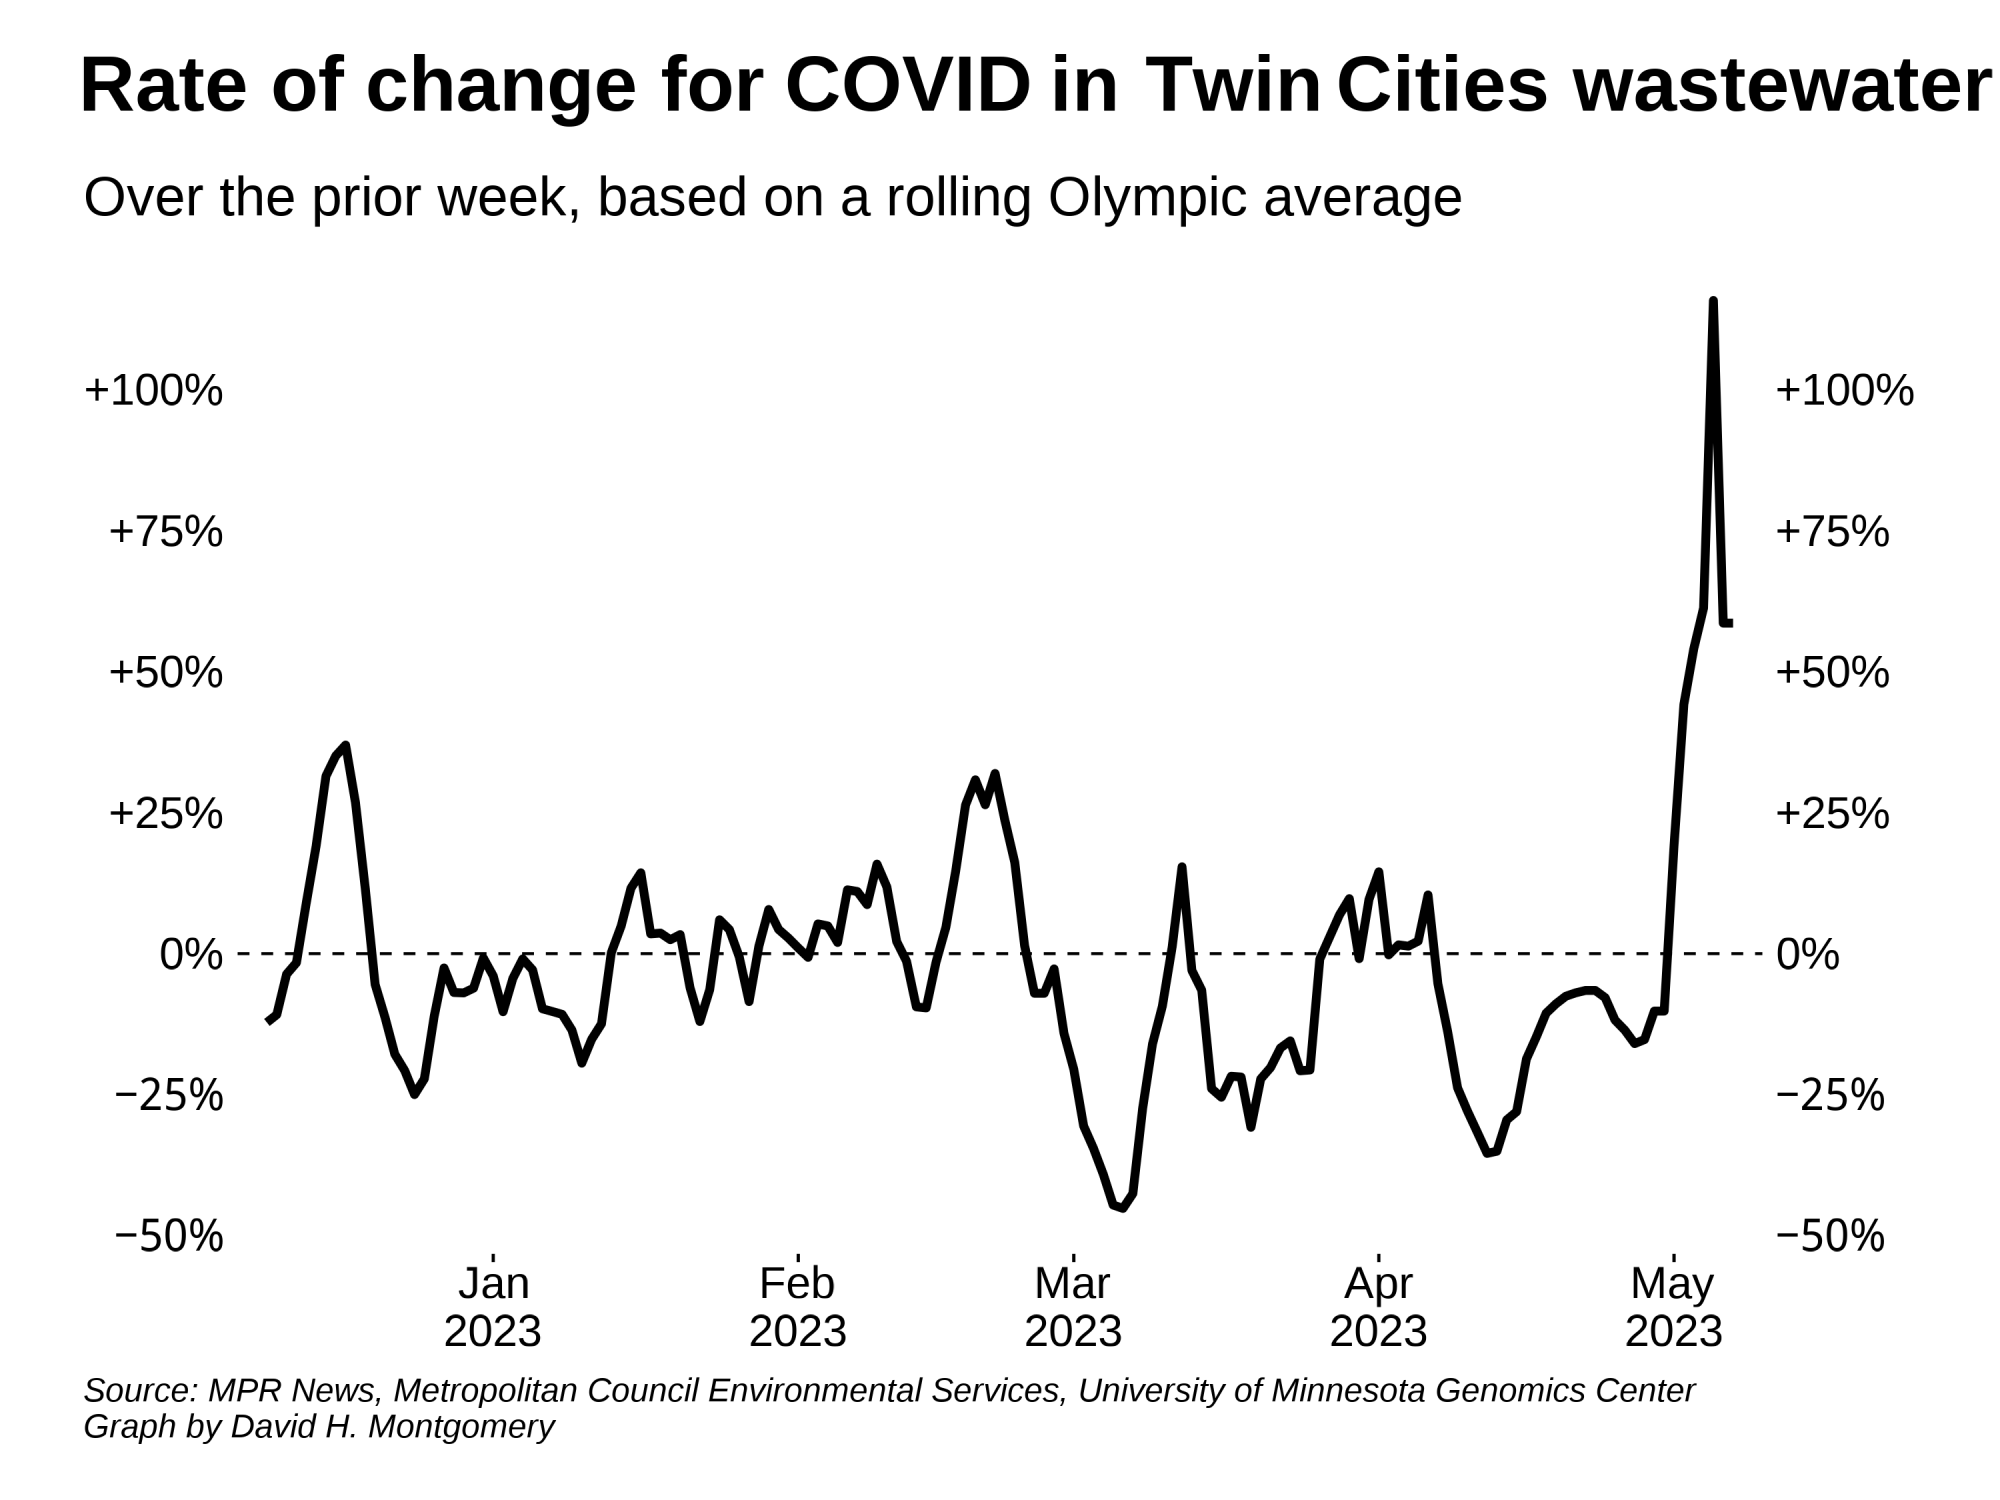 Rate of change for COVID in Twin Cities wastewater
Over the prior week, based on a rolling Olympic average
+100% +100%
+75% +75%
+50% +50%
+25% +25%
0% 0%
−25% −25%
−50% −50%
Jan Feb Mar Apr May
2023 2023 2023 2023 2023
Source: MPR News, Metropolitan Council Environmental Services, University of Minnesota Genomics Center
Graph by David H. Montgomery